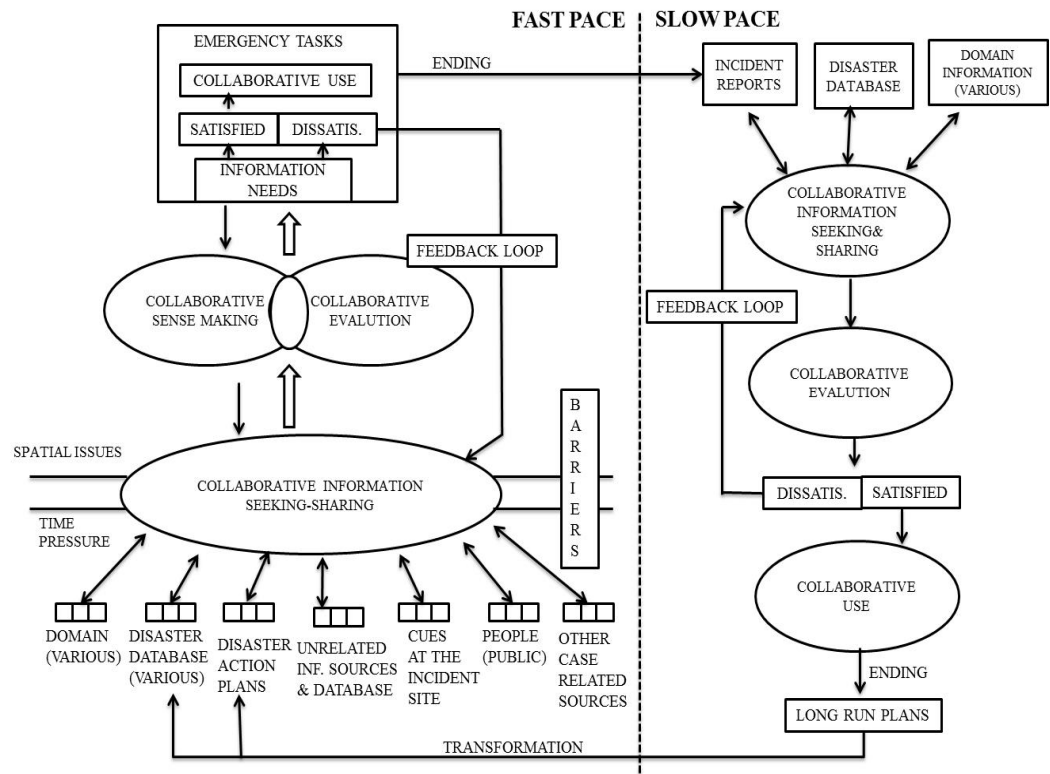 FAST PACE
SLOW PACE
EMERGENCY TASKS
COLLABORATIVE USE
SATISFIED
DISSATIS.
INFORMATION
NEEDS
ENDING
INCIDENT
REPORTS
DISASTER
DATABASE
DOMAIN
INFORMATION
(VARIOUS)
COLLABORATIVE
INFORMATION
SEEKING&
SHARING
FEEDBACK LOOP
COLLABORATIVE
SENSE MAKING
COLLABORATIVE
EVALUTION
FEEDBACK LOOP
COLLABORATIVE
EVALUTION
B
A
R
R
I
E
R
S
SPATIAL ISSUES
COLLABORATIVE INFORMATION
SEEKING-SHARING
TIME
PRESSURE
DISSATIS.
SATISFIED
COLLABORATIVE
USE
DOMAIN
(VARIOUS)
DISASTER
DATABASE
(VARIOUS)
DISASTER
ACTION
PLANS
UNRELATED
INF. SOURCES
& DATABASE
CUES
AT THE
INCIDENT
SITE
PEOPLE
(PUBLIC)
OTHER
CASE
RELATED
SOURCES
ENDING
LONG RUN PLANS
TRANSFORMATION